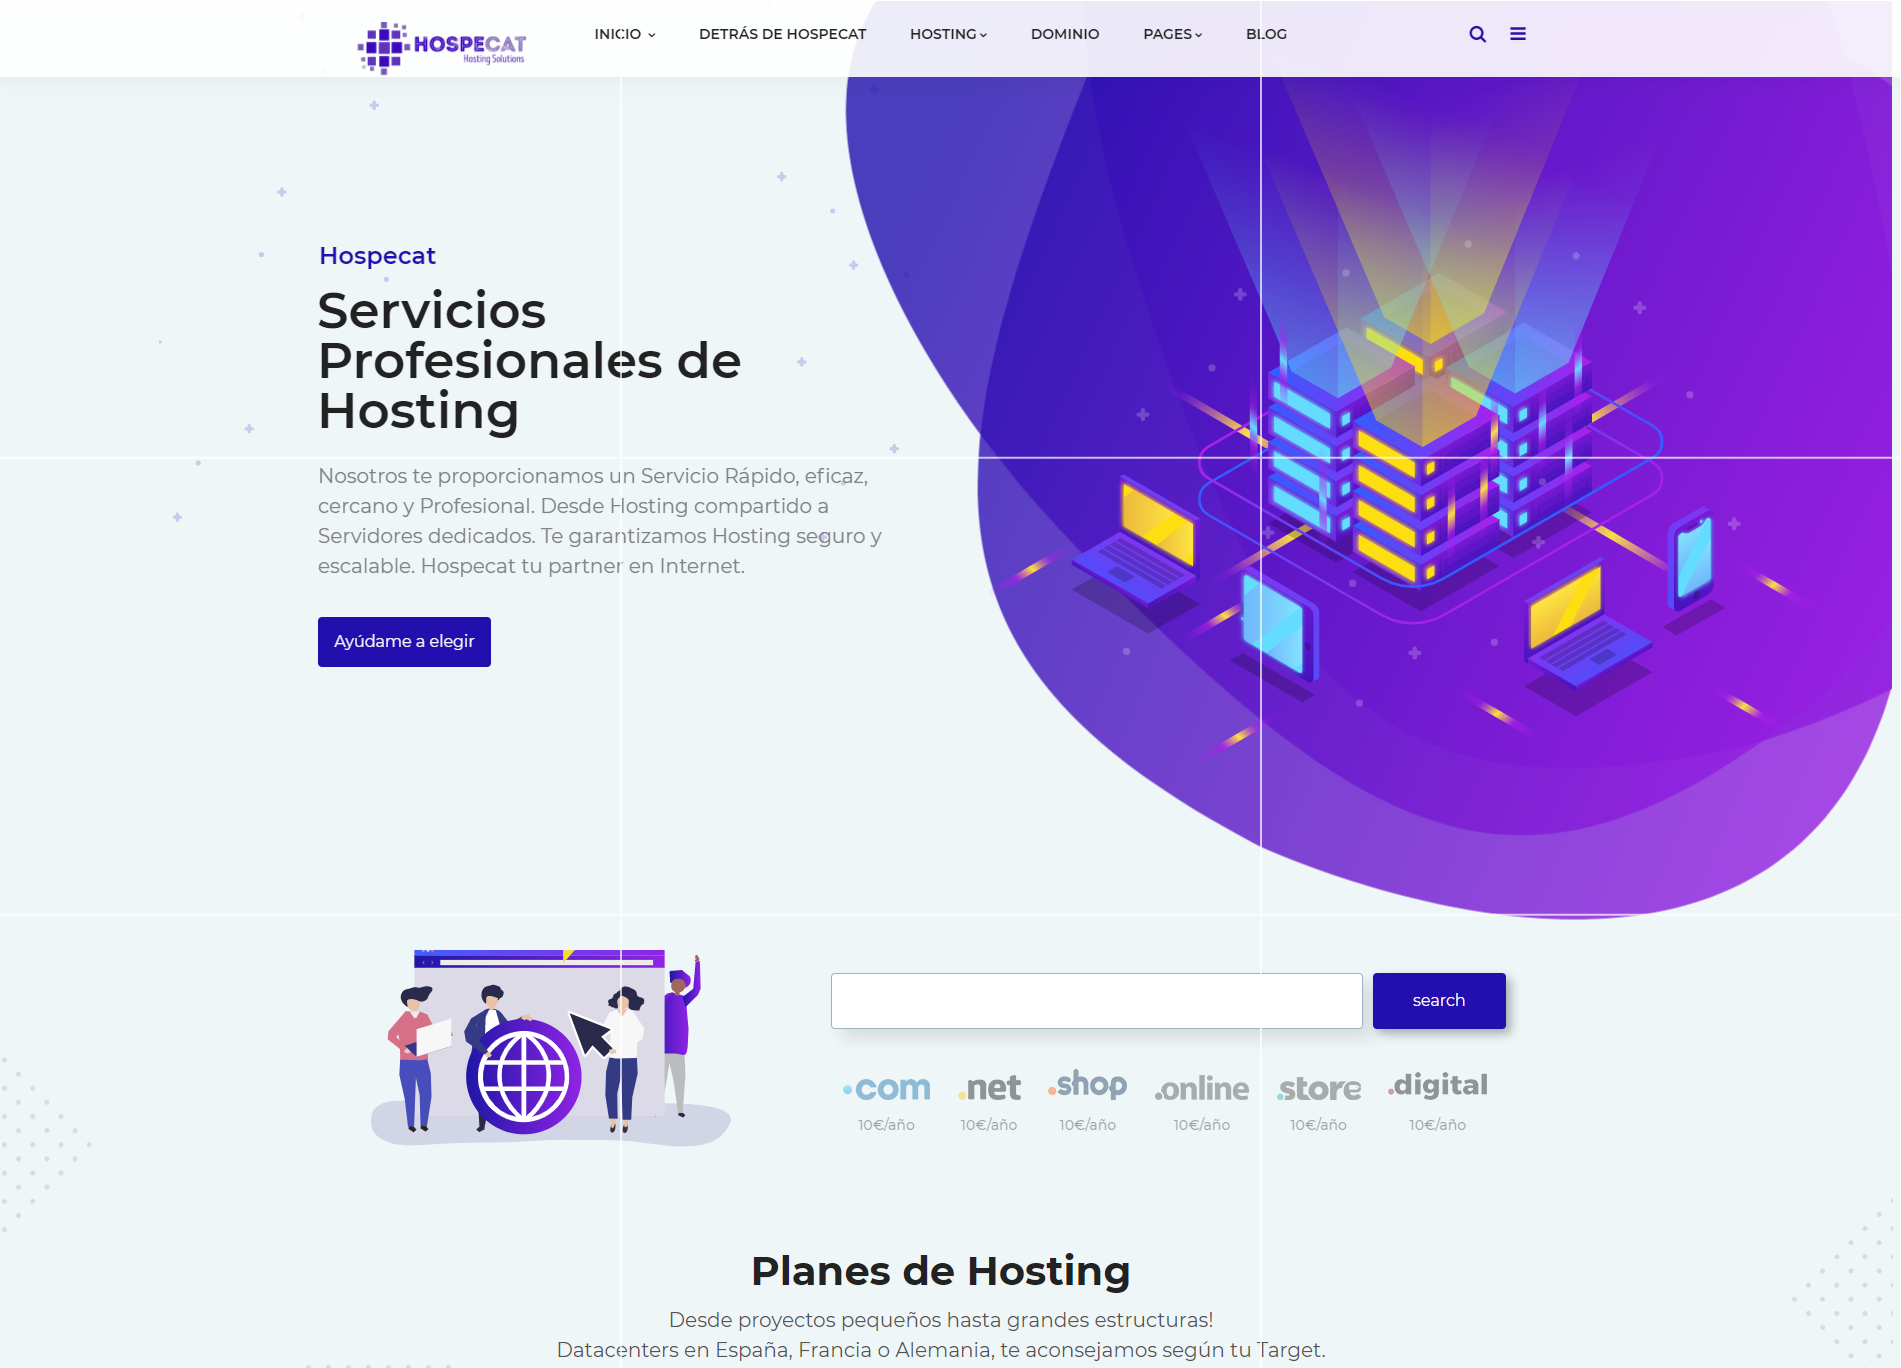 HOSPECAT
Hosting Solutions
INICIO
DETRÁS DE HOSPECAT
HOSTING
DOMINIO
PAGES
BLOG
Hospecat
Servicios
Profesionales de
Hosting
Nosotros te proporcionamos un Servicio Rápido, eficaz,
cercano y Profesional. Desde Hosting compartido a
Servidores dedicados. Te garantizamos Hosting seguro y
escalable. Hospecat tu partner en Internet.
Ayúdame a elegir
search
.com
.net
.shop
.online
.store
.digital
10€/año
10€/año
10€/año
10€/año
10€/año
10€/año
Planes de Hosting
Desde proyectos pequeños hasta grandes estructuras!
Datacenters en España, Francia o Alemania, te aconsejamos según tu Target.